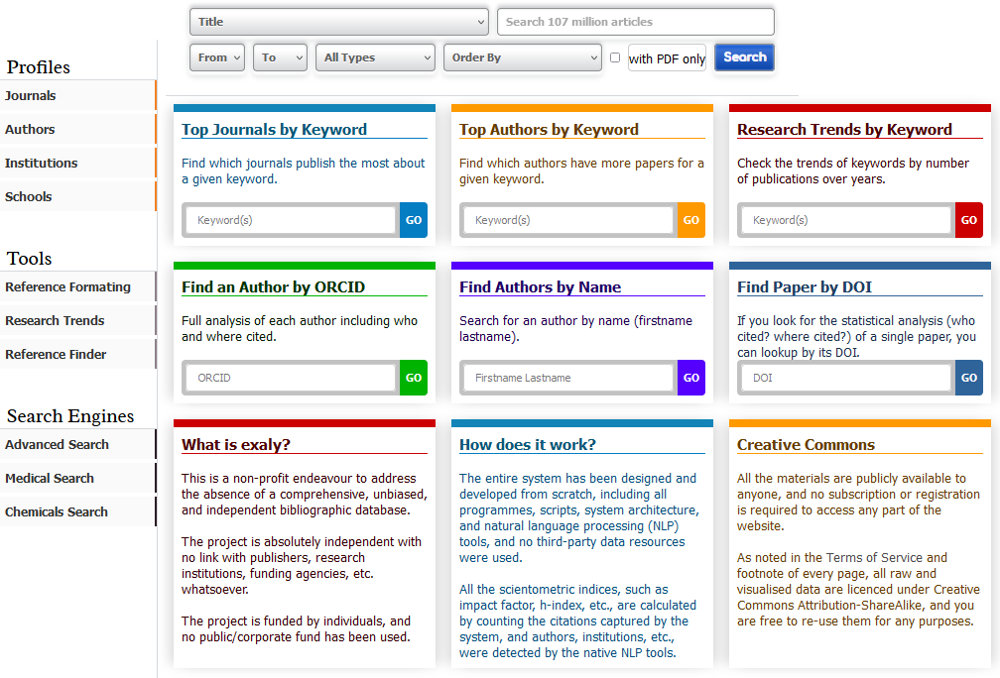 Title
Search 107 million articles
From
To
All Types
Order By
with PDF only
Search
Profiles
Journals
Authors
Institutions
Schools
Tools
Reference Formating
Research Trends
Reference Finder
Search Engines
Advanced Search
Medical Search
Chemicals Search
Top Journals by Keyword
Find which journals publish the most about
a given keyword.
Keyword(s)
GO
Top Authors by Keyword
Find which authors have more papers for a
given keyword.
Keyword(s)
GO
Research Trends by Keyword
Check the trends of keywords by number
of publications over years.
Keyword(s)
GO
Find an Author by ORCID
Full analysis of each author including who
and where cited.
ORCID
GO
Find Authors by Name
Search for an author by name (firstname
lastname).
Firstname Lastname
GO
Find Paper by DOI
If you look for the statistical analysis (who
cited? where cited?) of a single paper, you
can lookup by its DOI.
DOI
GO
What is exaly?
This is a non-profit endeavour to address
the absence of a comprehensive, unbiased,
and independent bibliographic database.
The project is absolutely independent with
no link with publishers, research
institutions, funding agencies, etc.
whatsoever.
The project is funded by individuals, and
no public/corporate fund has been used.
How does it work?
The entire system has been designed and
developed from scratch, including all
programmes, scripts, system architecture,
and natural language processing (NLP)
tools, and no third-party data resources
were used.
All the scientometric indices, such as
impact factor, h-index, etc., are calculated
by counting the citations captured by the
system, and authors, institutions, etc.,
were detected by the native NLP tools.
Creative Commons
All the materials are publicly available to
anyone, and no subscription or registration
is required to access any part of the
website.
As noted in the Terms of Service and
footnote of every page, all raw and
visualised data are licenced under Creative
Commons Attribution-ShareAlike, and you
are free to re-use them for any purposes.